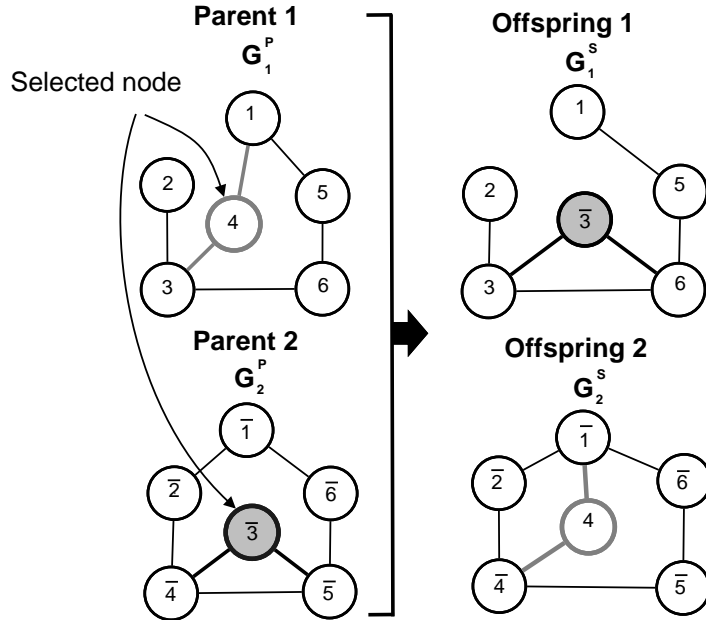 Parent 1
G₁ᴾ
Selected node
1
2
5
4
3
6
Parent 2
G₂ᴾ
1̅
2̅
6̅
3̅
4̅
5̅
Offspring 1
G₁ˢ
1
2
5
3̅
3
6
Offspring 2
G₂ˢ
1̅
2̅
6̅
4
4̅
5̅